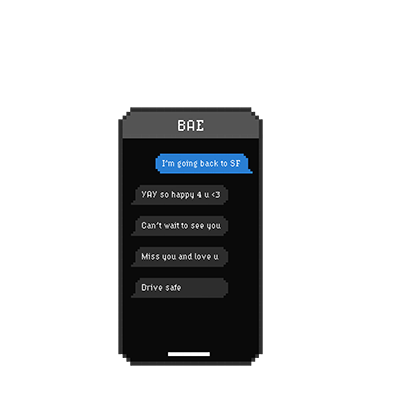 BAE
I'm going back to SF
YAY so happy 4 u <3
Can't wait to see you
Miss you and love u
Drive safe